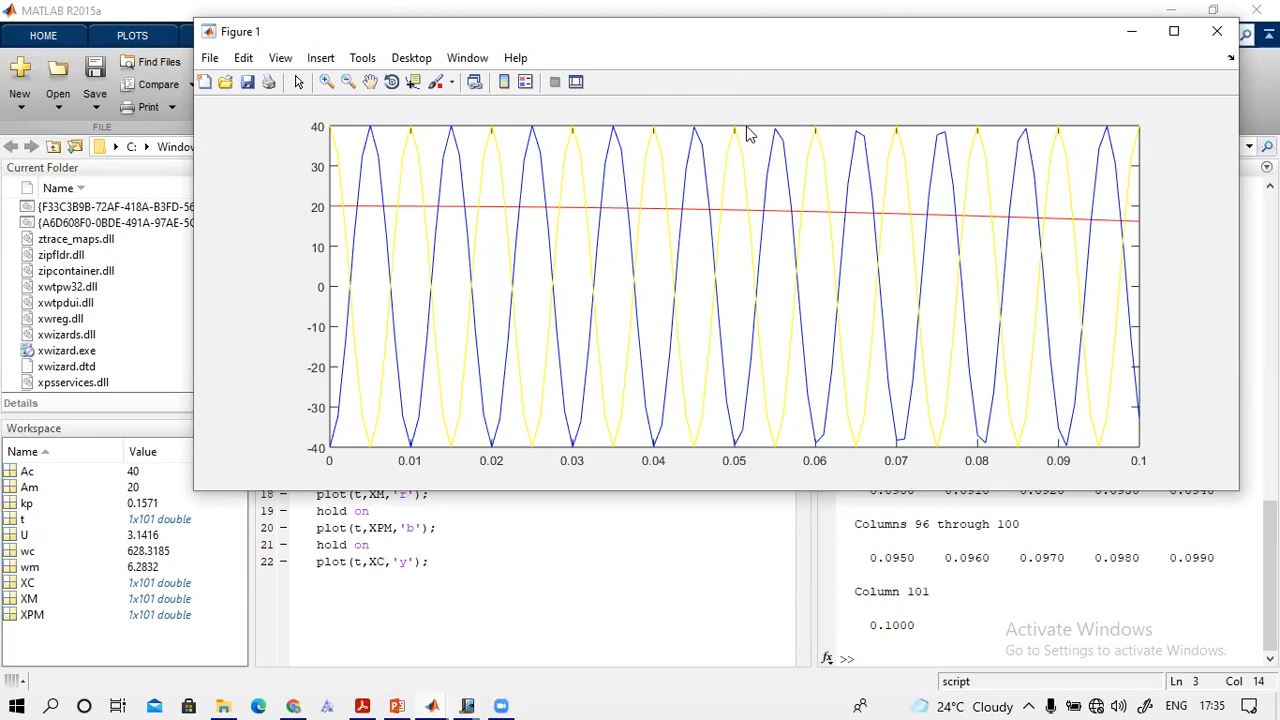 MATLAB R2015a
HOME PLOTS
Figure 1
File Edit View Insert Tools Desktop Window Help
New Open Save
Find Files
Compare
Print
FILE
C: Window
Current Folder
Name
{F33C3B9B-72AF-418A-B3FD-56
{A6D608F0-0BDE-491A-97AE-5C
ztrace_maps.dll
zipfldr.dll
zipcontainer.dll
xwtpw32.dll
xwtpdui.dll
xwreg.dll
xwizards.dll
xwizard.exe
xwizard.dtd
xpsservices.dll
Details
Workspace
Name Value
Ac 40
Am 20
kp 0.1571
t 1x101 double
U 3.1416
wc 628.3185
wm 6.2832
XC 1x101 double
XM 1x101 double
XPM 1x101 double
40
30
20
10
0
-10
-20
-30
-40
0 0.01 0.02 0.03 0.04 0.05 0.06 0.07 0.08 0.09 0.1
18 plot(t,XM,'r');
19 hold on
20 plot(t,XPM,'b');
21 hold on
22 plot(t,XC,'y');
Columns 96 through 100
0.0950 0.0960 0.0970 0.0980 0.0990
Column 101
0.1000
fx >>
Activate Windows
Go to Settings to activate Windows.
script Ln 3 Col 14
24°C Cloudy ENG 17:35